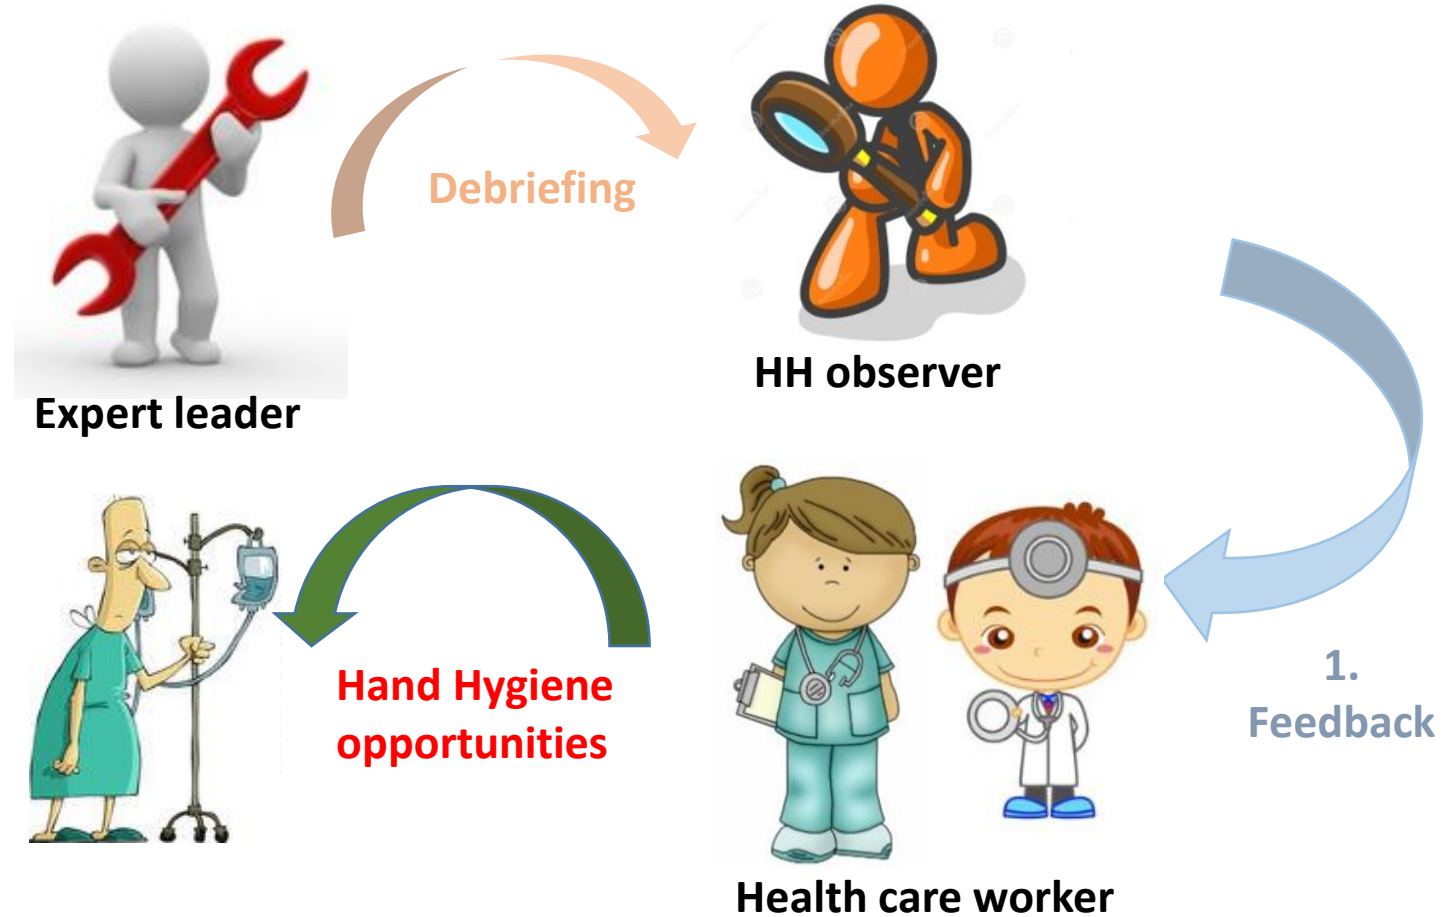 Debriefing
HH observer
Expert leader
Hand Hygiene
opportunities
1.
Feedback
Health care worker